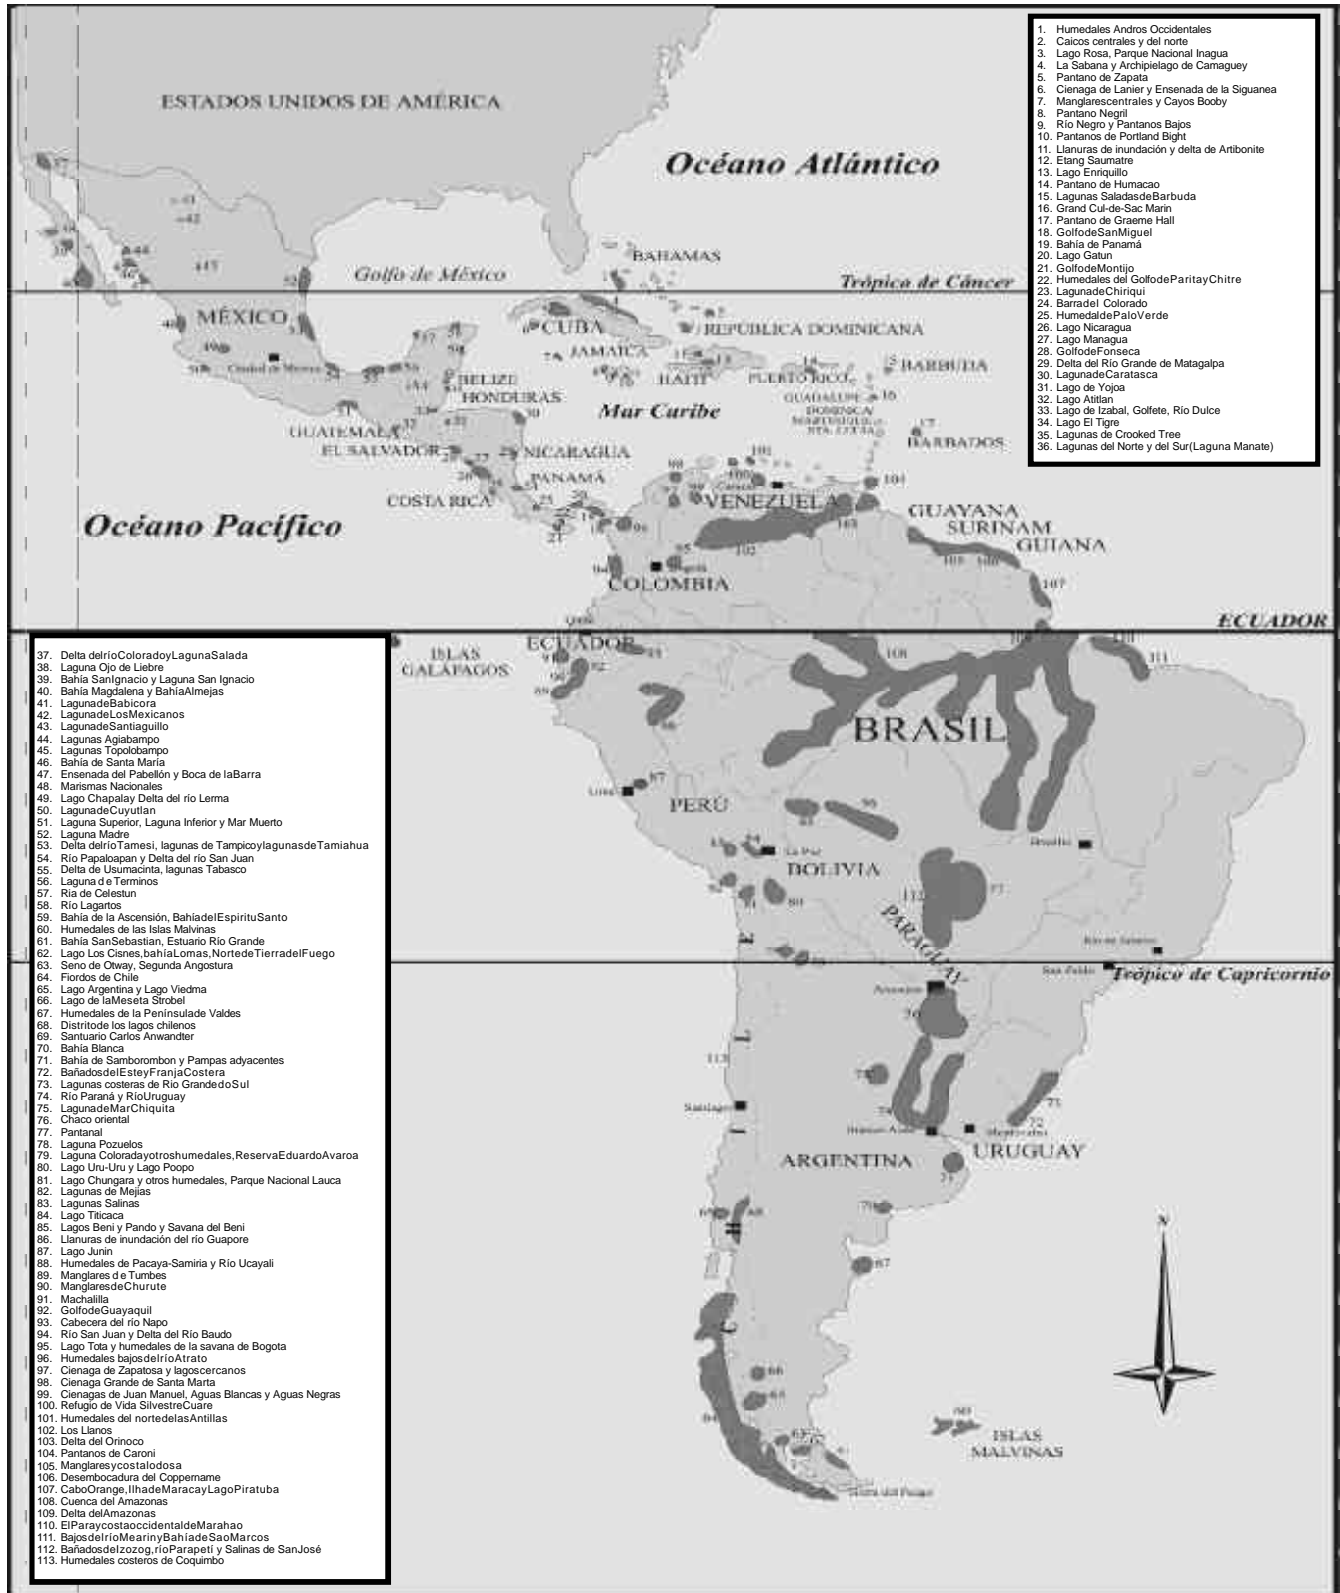 1. Humedales Andros Occidentales
2. Caicos centrales y del norte
3. Lago Rosa, Parque Nacional Inagua
4. La Sabana y Archipielago de Camaguey
5. Pantano de Zapata
6. Cienaga de Lanier y Ensenada de la Siguanea
7. Manglarescentrales y Cayos Booby
8. Pantano Negril
9. Río Negro y Pantanos Bajos
10. Pantanos de Portland Bight
11. Llanuras de inundación y delta de Artibonite
12. Etang Saumatre
13. Lago Enriquillo
14. Pantano de Humacao
15. Lagunas SaladasdeBarbuda
16. Grand Cul-de-Sac Marin
17. Pantano de Graeme Hall
18. GolfodeSanMiguel
19. Bahía de Panamá
20. Lago Gatun
21. GolfodeMontijo
22. Humedales del GolfodeParitayChitre
23. LagunadeChiriqui
24. Barradel Colorado
25. HumedaldePaloVerde
26. Lago Nicaragua
27. Lago Managua
28. GolfodeFonseca
29. Delta del Río Grande de Matagalpa
30. LagunadeCaratasca
31. Lago de Yojoa
32. Lago Atitlan
33. Lago de Izabal, Golfete, Río Dulce
34. Lago El Tigre
35. Lagunas de Crooked Tree
36. Lagunas del Norte y del Sur(Laguna Manate)
ESTADOS UNIDOS DE AMÉRICA
Océano Atlántico
BAHAMAS
Golfo de México
Trópico de Cáncer
MÉXICO
CUBA
REPÚBLICA DOMINICANA
JAMAICA
HAITI
PUERTO RICO
BARBUDA
Ciudad de Mexico
BELIZE
HONDURAS
GUADALUPE
Mar Caribe
DOMINICA
MARTINIQUE
STA. LUCIA
GUATEMALA
EL SALVADOR
NICARAGUA
BARBADOS
PANAMÁ
COSTA RICA
VENEZUELA
Océano Pacífico
GUAYANA
SURINAM
GUIANA
COLOMBIA
ECUADOR
ECUADOR
ISLAS
GALÁPAGOS
BRASIL
Lima
PERÚ
La Paz
BOLIVIA
Brasilia
PARAGUAY
Rio de Janeiro
Sao Paldo
Trópico de Capricornio
Asuncion
CHILE
Santiago
Buenos Aires
Montevideo
URUGUAY
ARGENTINA
N
ISLAS
MALVINAS
Tierra del Fuego
37. Delta delríoColoradoyLagunaSalada
38. Laguna Ojo de Liebre
39. Bahía SanIgnacio y Laguna San Ignacio
40. Bahía Magdalena y BahíaAlmejas
41. LagunadeBabicora
42. LagunadeLosMexicanos
43. LagunadeSantiaguillo
44. Lagunas Agiabampo
45. Lagunas Topolobampo
46. Bahía de Santa María
47. Ensenada del Pabellón y Boca de laBarra
48. Marismas Nacionales
49. Lago Chapalay Delta del río Lerma
50. LagunadeCuyutlan
51. Laguna Superior, Laguna Inferior y Mar Muerto
52. Laguna Madre
53. Delta delríoTamesi, lagunas de TampicoylagunasdeTamiahua
54. Río Papaloapan y Delta del río San Juan
55. Delta de Usumacinta, lagunas Tabasco
56. Laguna d e Terminos
57. Ria de Celestun
58. Río Lagartos
59. Bahía de la Ascensión, BahíadelEspirituSanto
60. Humedales de las Islas Malvinas
61. Bahía SanSebastian, Estuario Río Grande
62. Lago Los Cisnes,bahíaLomas,NortedeTierradelFuego
63. Seno de Otway, Segunda Angostura
64. Fiordos de Chile
65. Lago Argentina y Lago Viedma
66. Lago de laMeseta Strobel
67. Humedales de la Penínsulade Valdes
68. Distritode los lagos chilenos
69. Santuario Carlos Anwandter
70. Bahía Blanca
71. Bahía de Samborombon y Pampas adyacentes
72. BañadosdelEsteyFranjaCostera
73. Lagunas costeras de Rio GrandedoSul
74. Río Paraná y RíoUruguay
75. LagunadeMarChiquita
76. Chaco oriental
77. Pantanal
78. Laguna Pozuelos
79. Laguna Coloradayotroshumedales,ReservaEduardoAvaroa
80. Lago Uru-Uru y Lago Poopo
81. Lago Chungara y otros humedales, Parque Nacional Lauca
82. Lagunas de Mejias
83. Lagunas Salinas
84. Lago Titicaca
85. Lagos Beni y Pando y Savana del Beni
86. Llanuras de inundación del río Guapore
87. Lago Junin
88. Humedales de Pacaya-Samiria y Río Ucayali
89. Manglares d e Tumbes
90. ManglaresdeChurute
91. Machalilla
92. GolfodeGuayaquil
93. Cabecera del río Napo
94. Río San Juan y Delta del Río Baudo
95. Lago Tota y humedales de la savana de Bogota
96. Humedales bajosdelríoAtrato
97. Cienaga de Zapatosa y lagoscercanos
98. Cienaga Grande de Santa Marta
99. Cienagas de Juan Manuel, Aguas Blancas y Aguas Negras
100. Refugio de Vida SilvestreCuare
101. Humedales del nortedelasAntillas
102. Los Llanos
103. Delta del Orinoco
104. Pantanos de Caroni
105. Manglaresycostalodosa
106. Desembocadura del Coppername
107. CaboOrange,IlhadeMaracayLagoPiratuba
108. Cuenca del Amazonas
109. Delta delAmazonas
110. ElParaycostaoccidentaldeMarahao
111. BajosdelríoMearinyBahíadeSaoMarcos
112. Bañadosdelzozog,ríoParapetí y Salinas de SanJosé
113. Humedales costeros de Coquimbo